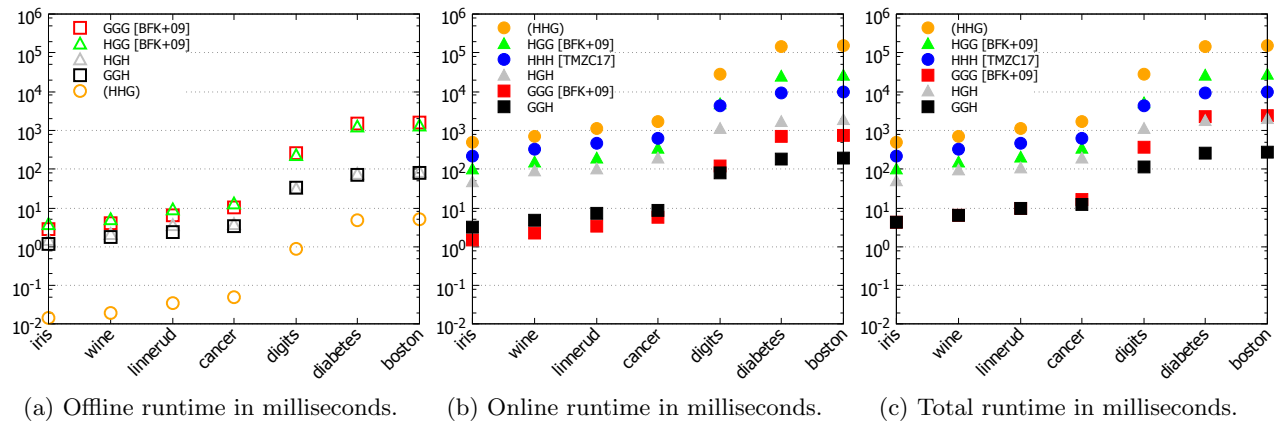 10^6
10^5
10^4
10^3
10^2
10^1
10^0
10^-1
10^-2
GGG [BFK+09]
HGG [BFK+09]
HGH
GGH
(HHG)
iris
wine
linnerud
cancer
digits
diabetes
boston
(a) Offline runtime in milliseconds.
10^6
10^5
10^4
10^3
10^2
10^1
10^0
10^-1
10^-2
(HHG)
HGG [BFK+09]
HHH [TMZC17]
HGH
GGG [BFK+09]
GGH
iris
wine
linnerud
cancer
digits
diabetes
boston
(b) Online runtime in milliseconds.
10^6
10^5
10^4
10^3
10^2
10^1
10^0
10^-1
10^-2
(HHG)
HGG [BFK+09]
HHH [TMZC17]
GGG [BFK+09]
HGH
GGH
iris
wine
linnerud
cancer
digits
diabetes
boston
(c) Total runtime in milliseconds.